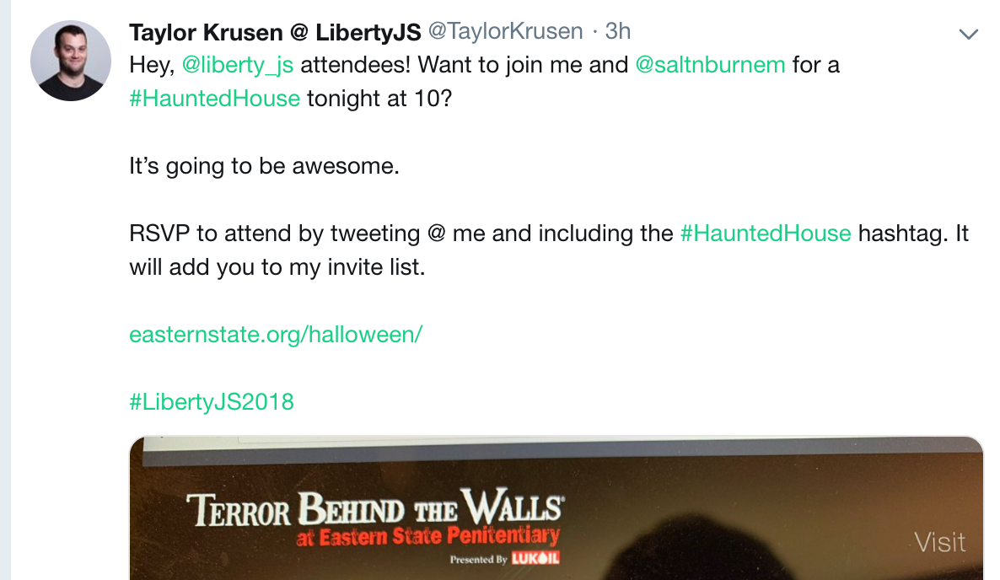 Taylor Krusen @ LibertyJS @TaylorKrusen · 3h
Hey, @liberty_js attendees! Want to join me and @saltnburnem for a
#HauntedHouse tonight at 10?
It’s going to be awesome.
RSVP to attend by tweeting @ me and including the #HauntedHouse hashtag. It
will add you to my invite list.
easternstate.org/halloween/
#LibertyJS2018
TERROR BEHIND THE WALLS
at Eastern State Penitentiary
Presented By LUKOIL
Visit